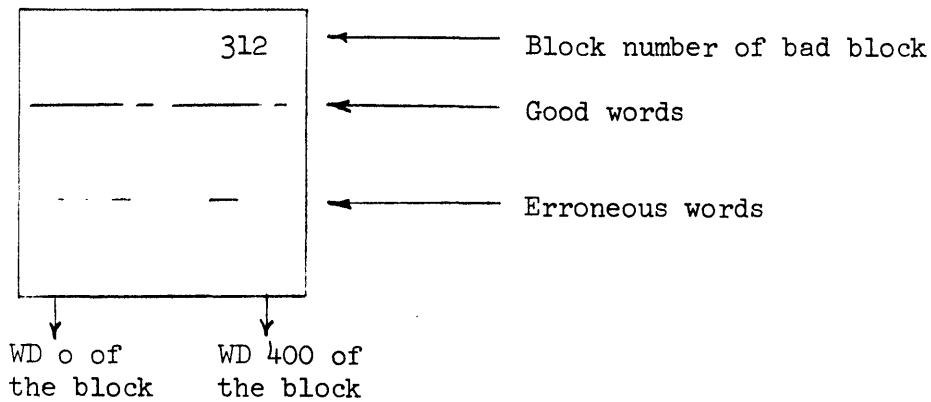 312
Block number of bad block
Good words
Erroneous words
WD o of
the block
WD 400 of
the block